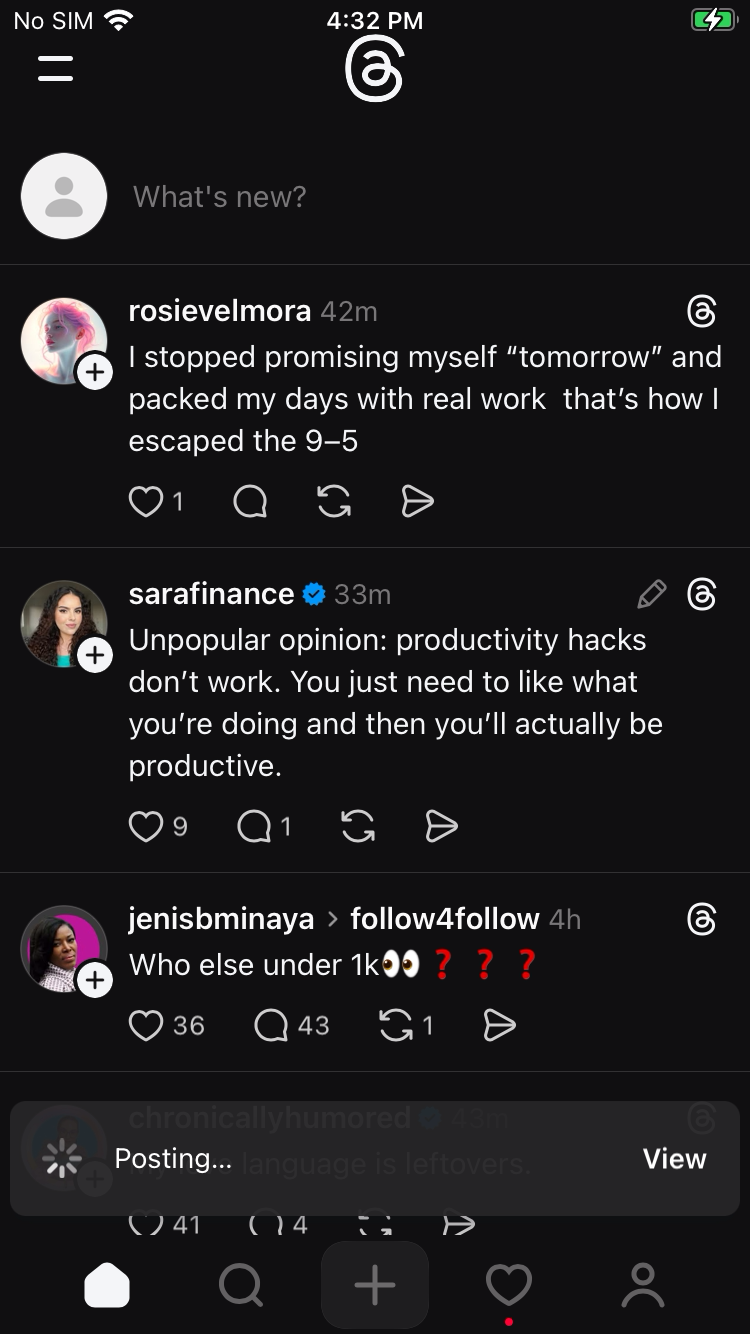 No SIM 4:32 PM
What's new?
rosievelmora 42m
I stopped promising myself “tomorrow” and
packed my days with real work  that’s how I
escaped the 9–5
1
sarafinance 33m
Unpopular opinion: productivity hacks
don’t work. You just need to like what
you’re doing and then you’ll actually be
productive.
9 1
jenisbminaya > follow4follow 4h
Who else under 1k👀❓❓❓
36 43 1
chronicallyhumored 43m
language is leftovers.
Posting... View
41 4